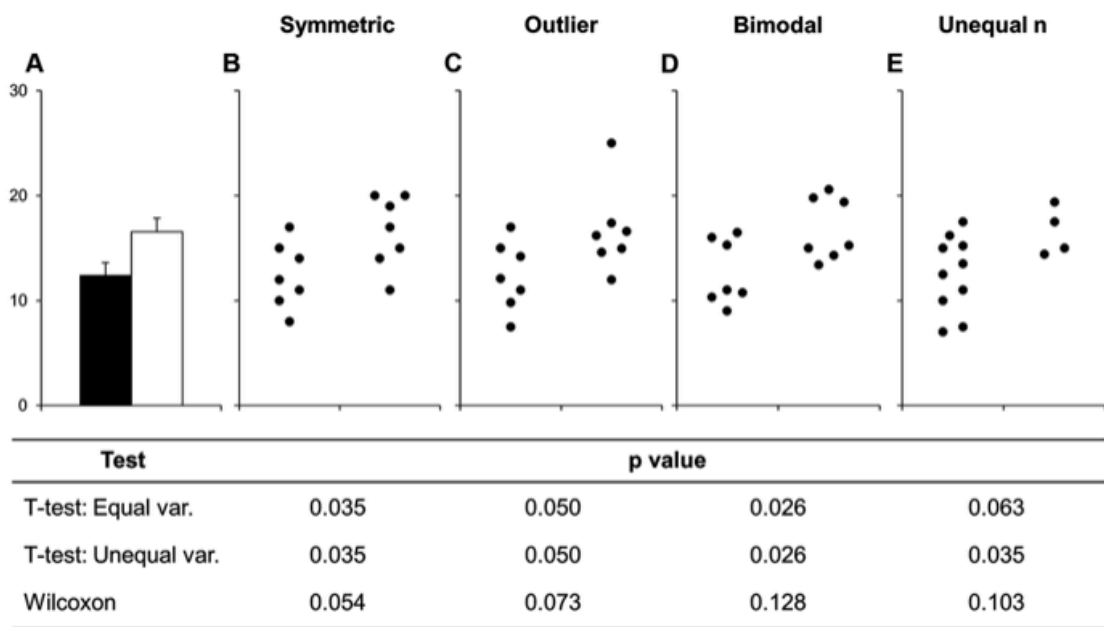 Symmetric Outlier Bimodal Unequal n
A B C D E
30
20
10
0
Test p value
T-test: Equal var. 0.035 0.050 0.026 0.063
T-test: Unequal var. 0.035 0.050 0.026 0.035
Wilcoxon 0.054 0.073 0.128 0.103